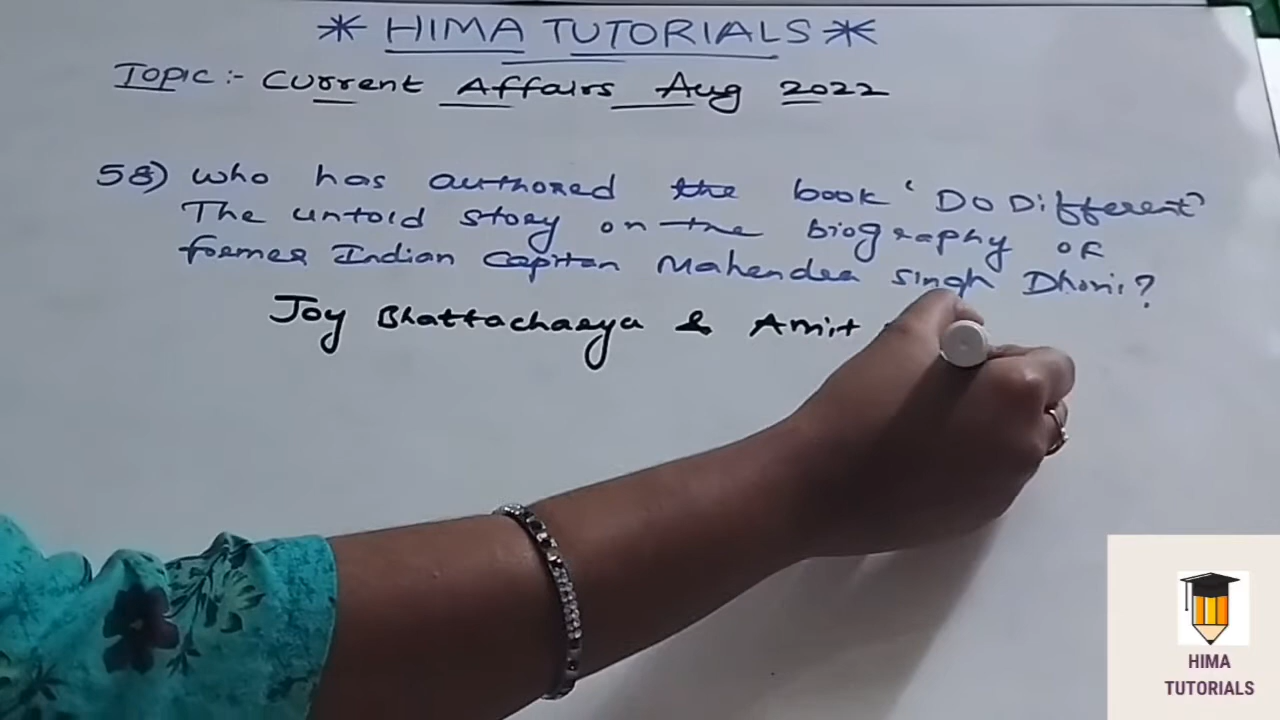 * HIMA TUTORIALS *
Topic :- Current Affairs Aug 2022
58) who has authored the book 'Do Different'
The untold story on the biography of
former Indian Capitan Mahendra singh Dhoni?
Joy Bhattacharya & Amit
HIMA
TUTORIALS